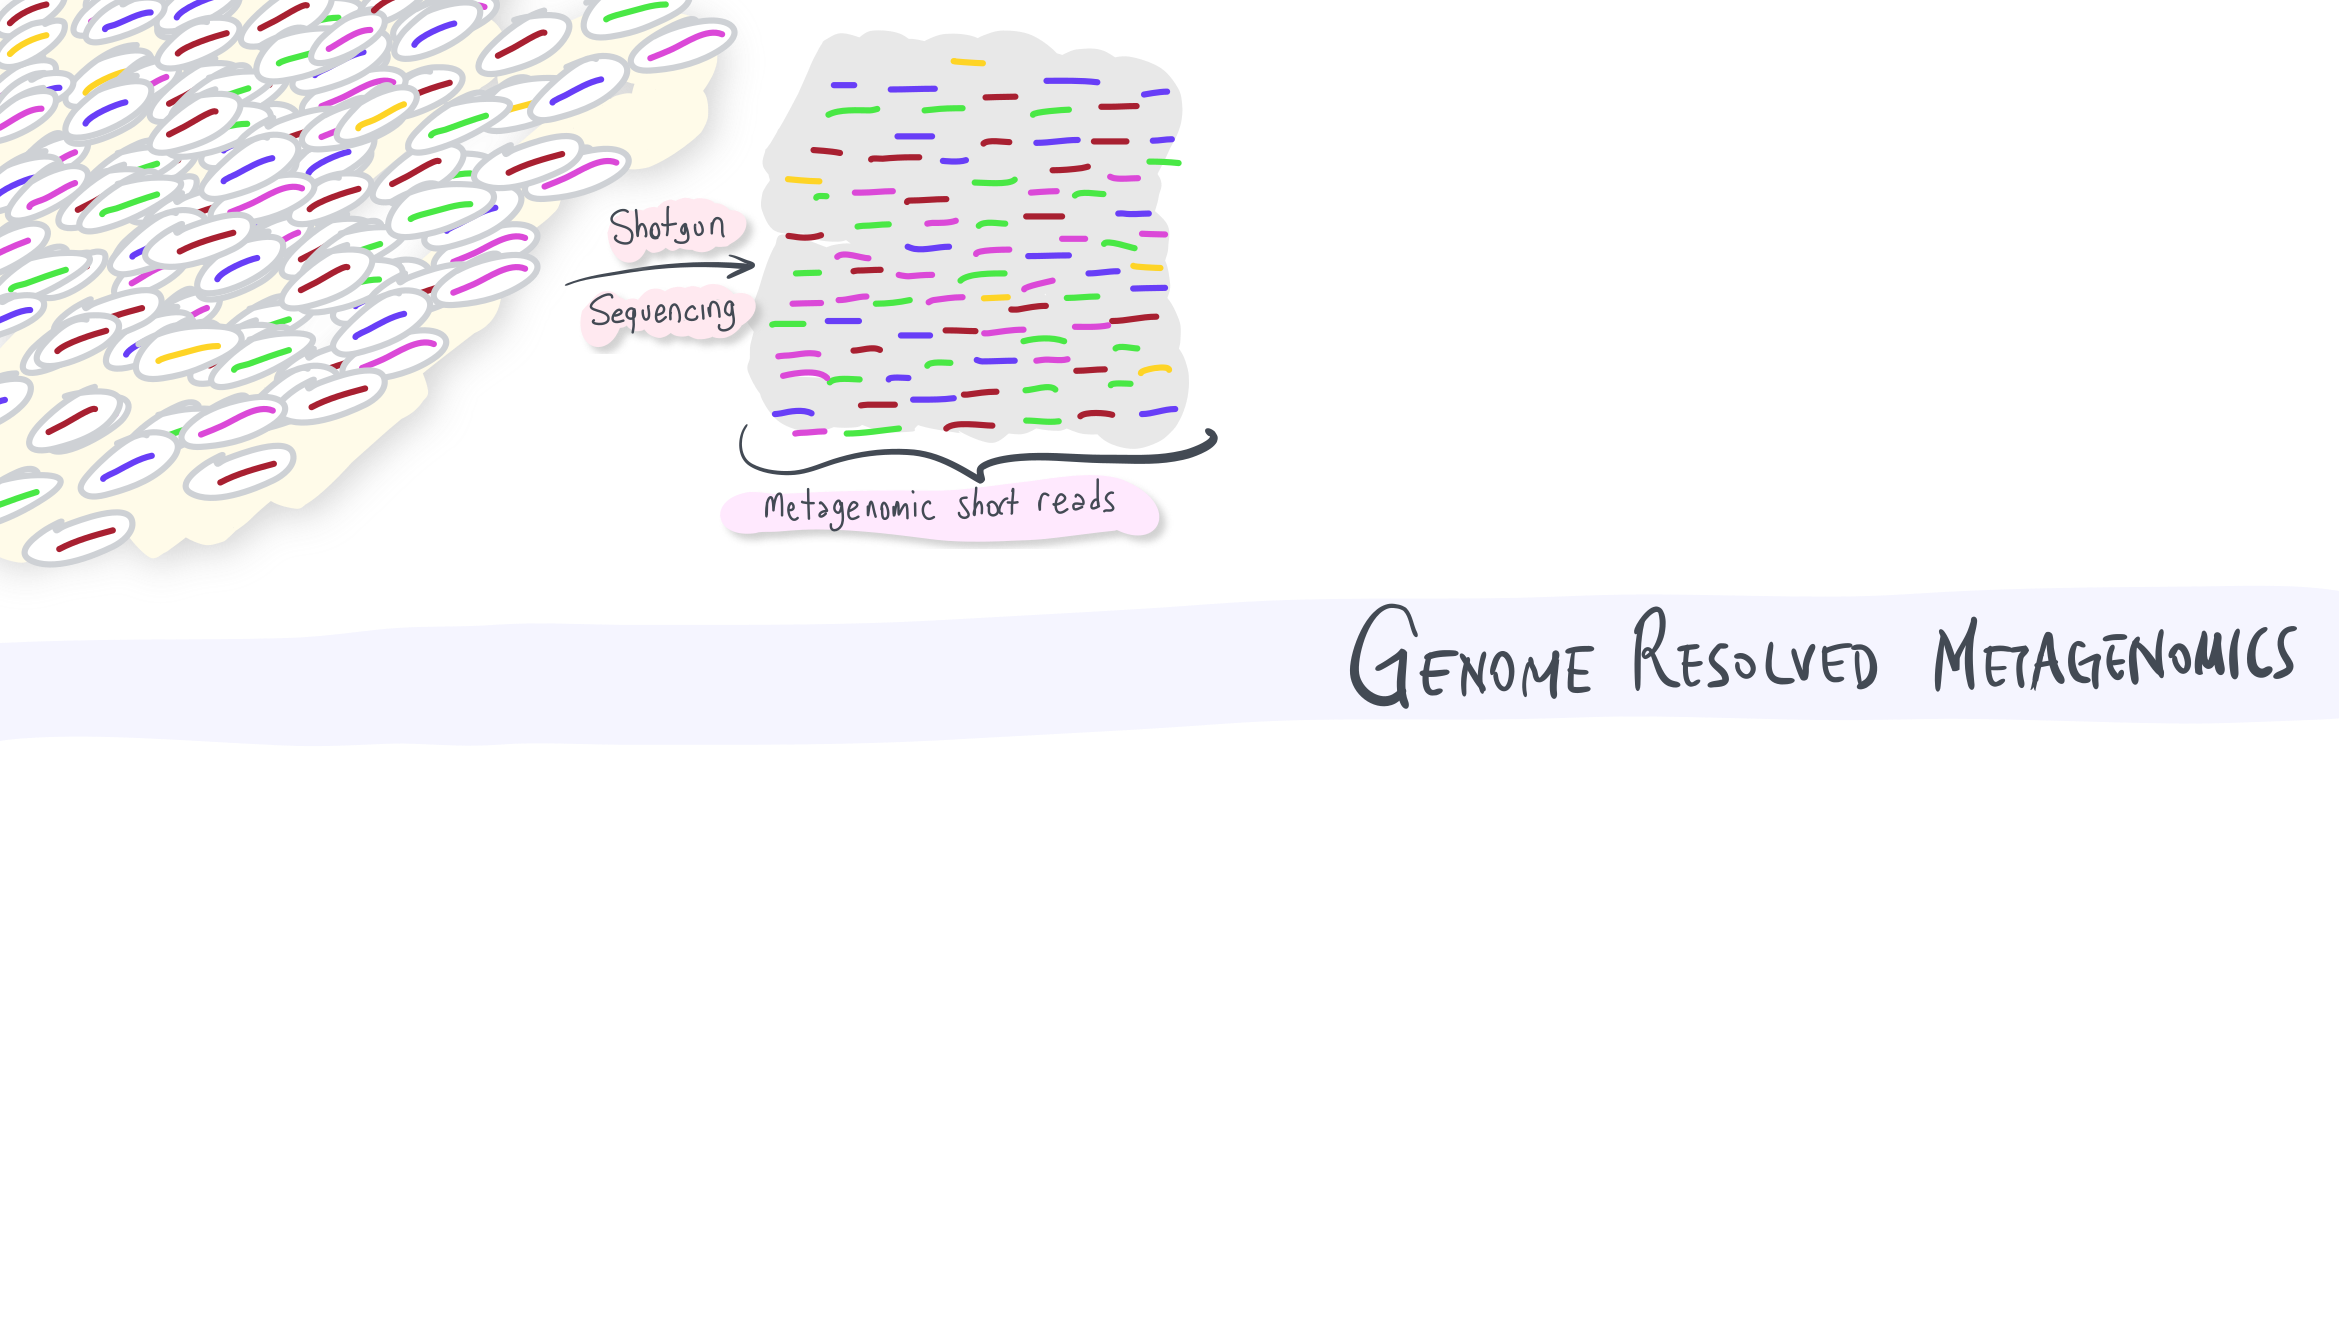 Shotgun
Sequencing
Metagenomic short reads
GENOME RESOLVED METAGENOMICS